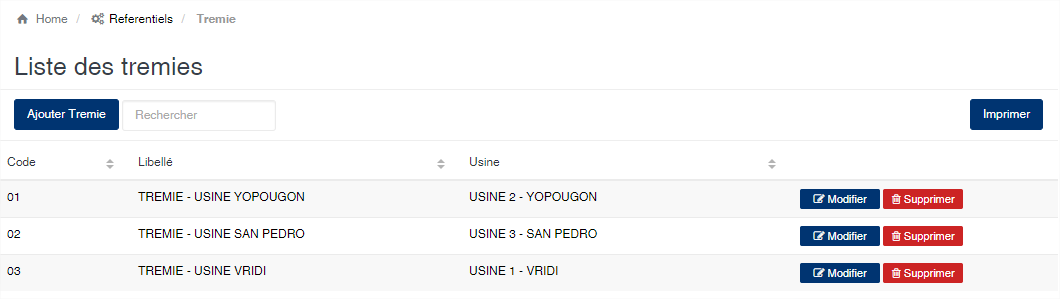 Home / Referentiels / Tremie
Liste des tremies
Ajouter Tremie Rechercher Imprimer
Code Libellé Usine
01 TREMIE - USINE YOPOUGON USINE 2 - YOPOUGON Modifier Supprimer
02 TREMIE - USINE SAN PEDRO USINE 3 - SAN PEDRO Modifier Supprimer
03 TREMIE - USINE VRIDI USINE 1 - VRIDI Modifier Supprimer